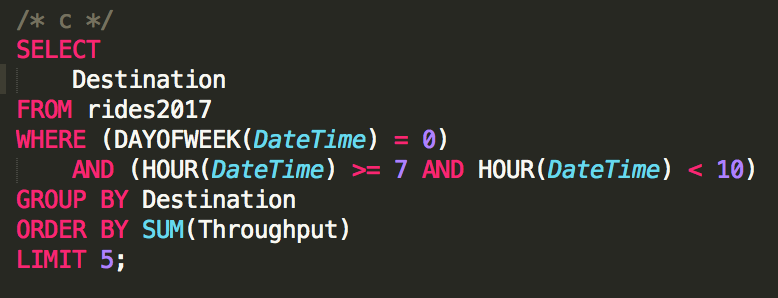 /* c */
SELECT
    Destination
FROM rides2017
WHERE (DAYOFWEEK(DateTime) = 0)
    AND (HOUR(DateTime) >= 7 AND HOUR(DateTime) < 10)
GROUP BY Destination
ORDER BY SUM(Throughput)
LIMIT 5;